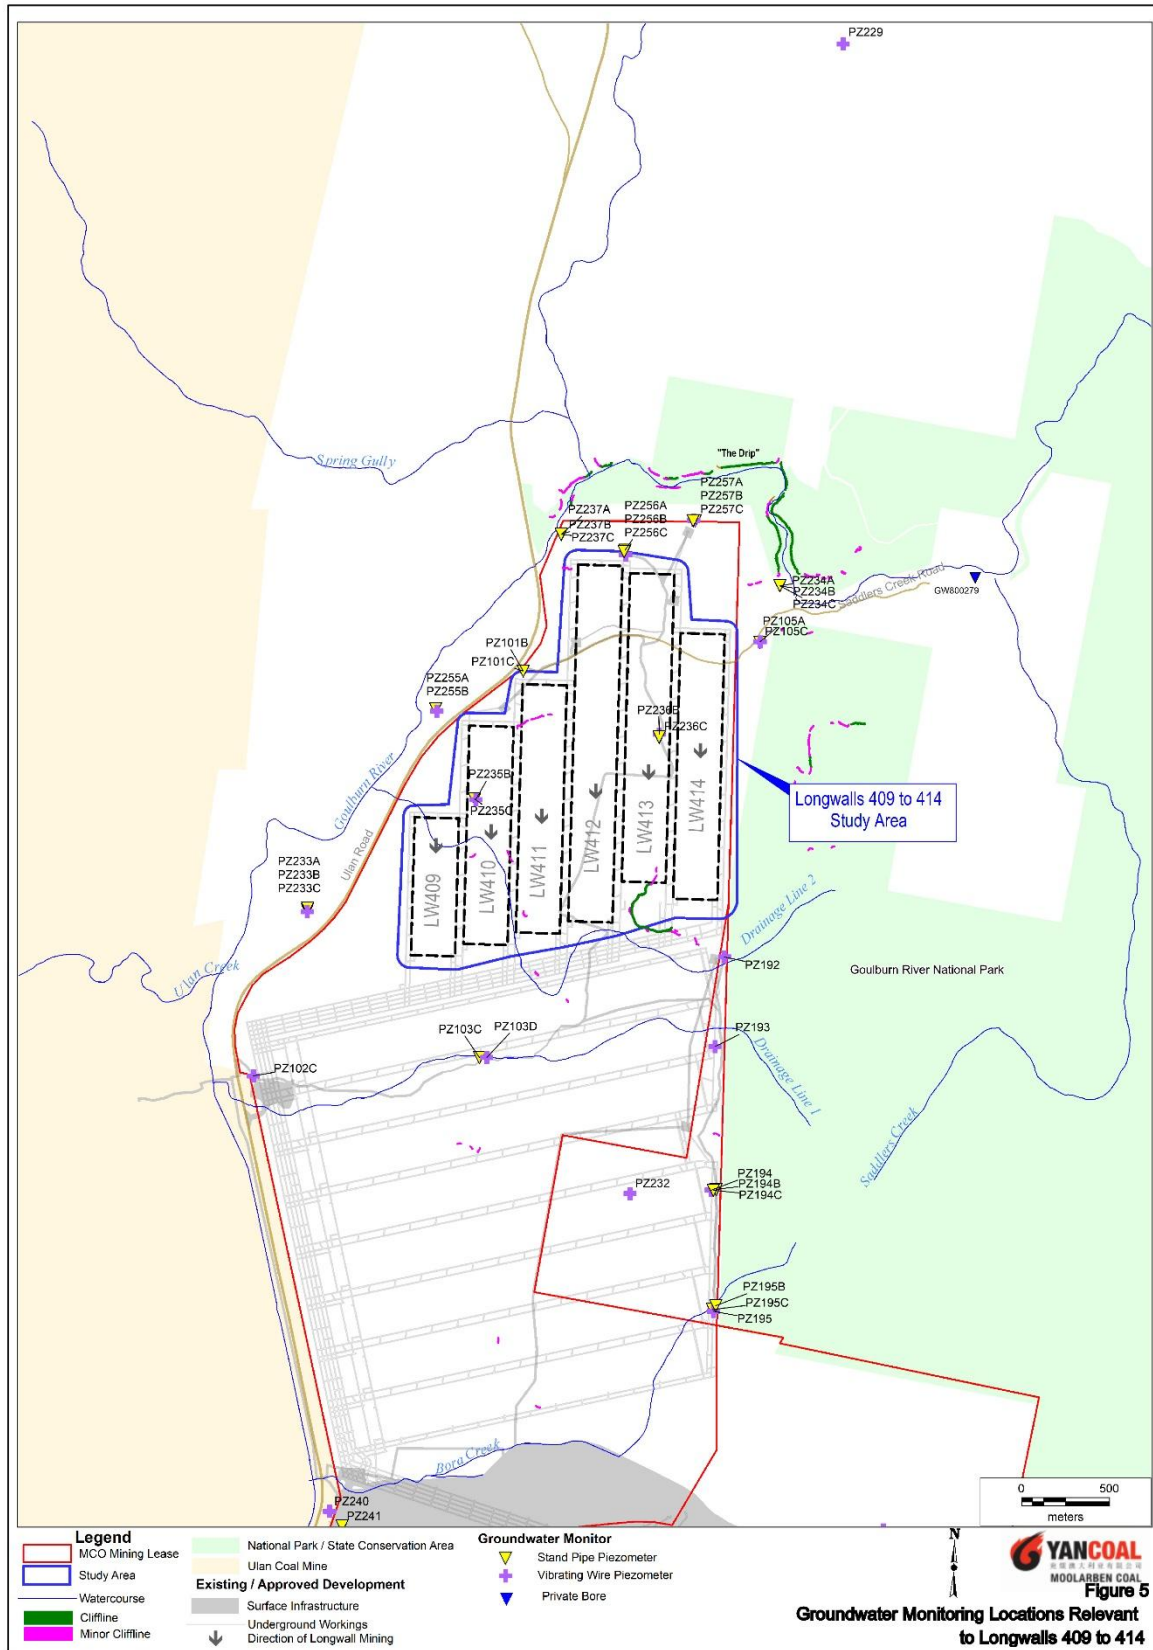 PZ229
Spring Gully
"The Drip"
PZ257A
PZ257B
PZ257C
PZ256A
PZ256B
PZ256C
PZ237A
PZ237B
PZ237C
PZ234A
PZ234B
PZ234C
Saddlers Creek Road
GW800279
PZ105A
PZ105C
PZ101B
PZ101C
PZ255A
PZ255B
PZ236B
PZ236C
Goulburn River
PZ235B
PZ235C
Longwalls 409 to 414
Study Area
Ulan Road
LW409
LW410
LW411
LW412
LW413
LW414
PZ233A
PZ233B
PZ233C
Drainage Line 2
Ulan Creek
PZ192
Goulburn River National Park
PZ103C
PZ103D
PZ193
Drainage Line 1
PZ102C
Saddlers Creek
PZ232
PZ194
PZ194B
PZ194C
PZ195B
PZ195C
PZ195
Bora Creek
PZ240
PZ241
0 500
meters
Legend
MCO Mining Lease
Study Area
Watercourse
Cliffline
Minor Cliffline
National Park / State Conservation Area
Ulan Coal Mine
Existing / Approved Development
Surface Infrastructure
Underground Workings
Direction of Longwall Mining
Groundwater Monitor
Stand Pipe Piezometer
Vibrating Wire Piezometer
Private Bore
N
YANCOAL
MOOLARBEN COAL
Figure 5
Groundwater Monitoring Locations Relevant
to Longwalls 409 to 414